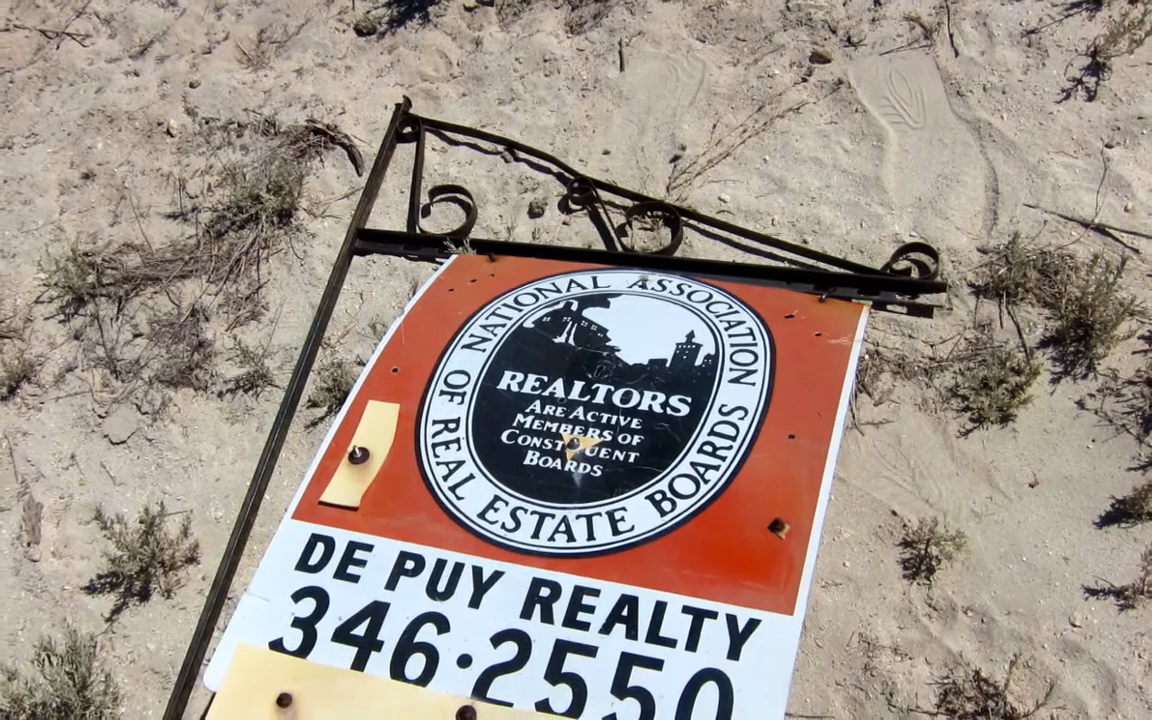 NATIONAL ASSOCIATION
OF REAL ESTATE BOARDS
REALTORS
ARE ACTIVE
MEMBERS OF
CONSTITUENT
BOARDS
DE PUY REALTY
346·2550